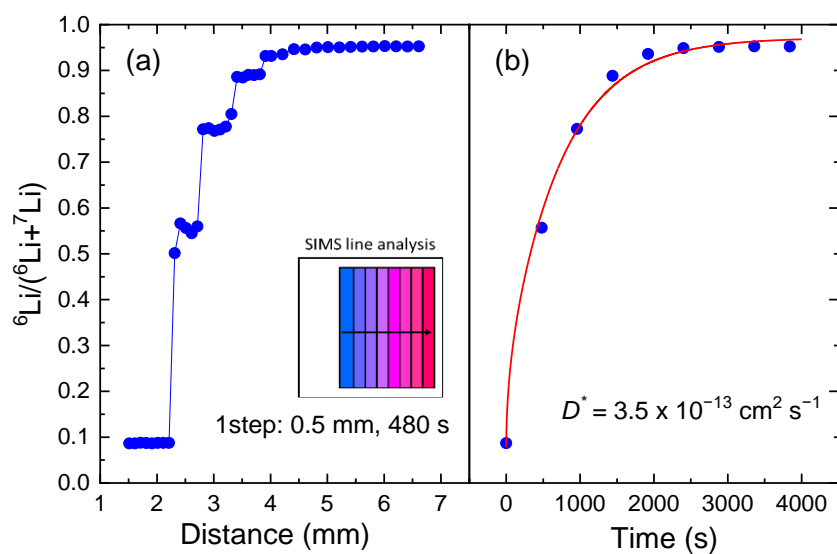 (a)
(b)
1.0
0.9
0.8
0.7
0.6
0.5
0.4
0.3
0.2
0.1
0.0
⁶Li/(⁶Li+⁷Li)
SIMS line analysis
1step: 0.5 mm, 480 s
D* = 3.5 x 10⁻¹³ cm² s⁻¹
1 2 3 4 5 6 7
0 1000 2000 3000 4000
Distance (mm)
Time (s)